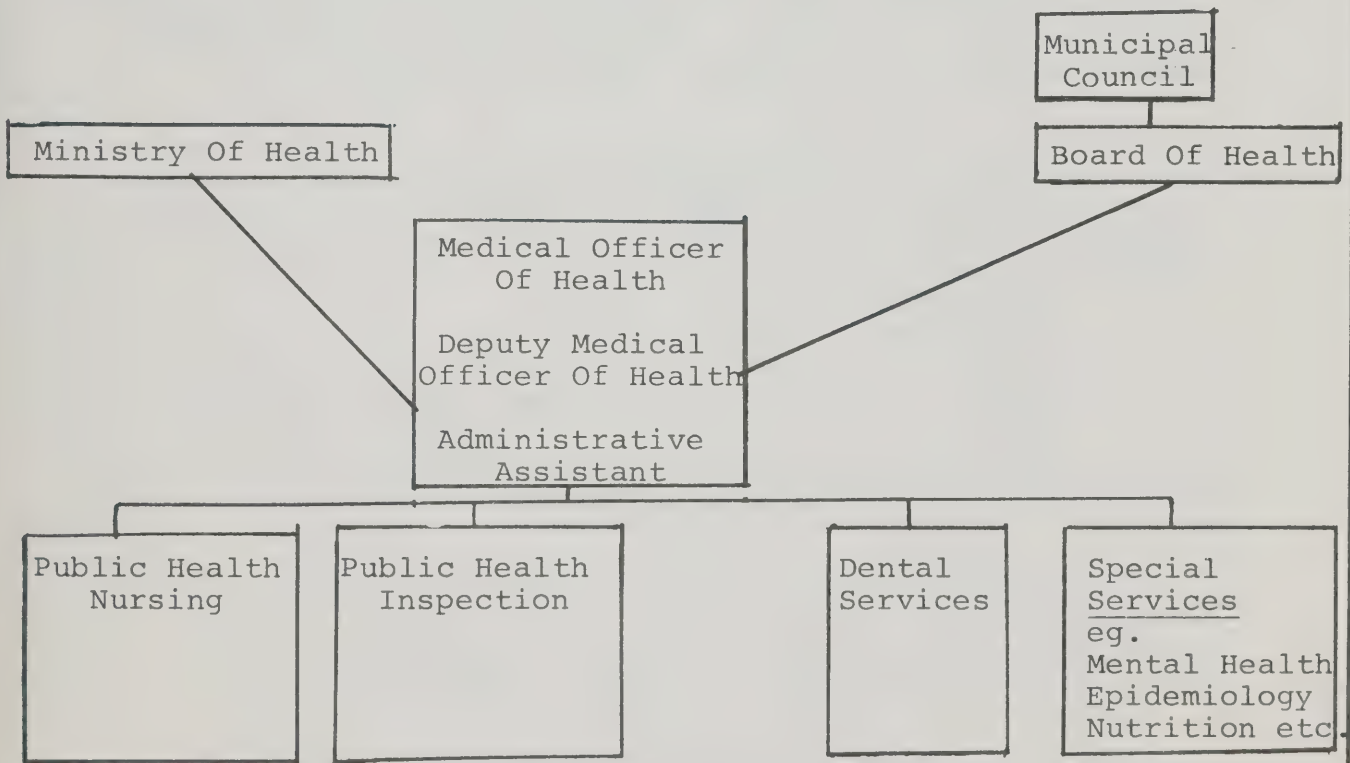 Municipal
Council
Ministry Of Health
Board Of Health
Medical Officer
Of Health
Deputy Medical
Officer Of Health
Administrative
Assistant
Public Health
Nursing
Public Health
Inspection
Dental
Services
Special
Services
eg.
Mental Health
Epidemiology
Nutrition etc.